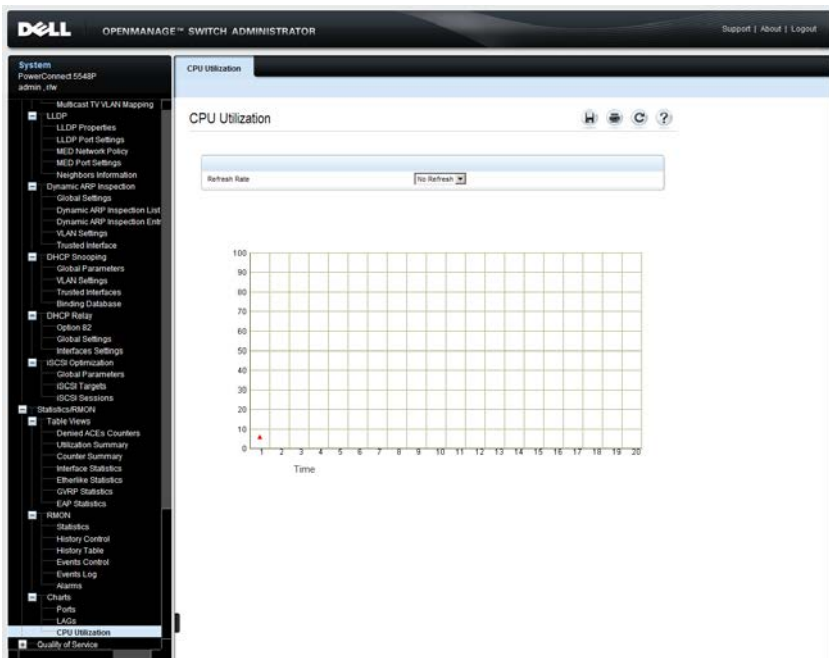 DELL OPENMANAGE™ SWITCH ADMINISTRATOR
Support | About | Logout
System
PowerConnect 5548P
admin , r/w
Multicast TV VLAN Mapping
LLDP
LLDP Properties
LLDP Port Settings
MED Network Policy
MED Port Settings
Neighbors Information
Dynamic ARP Inspection
Global Settings
Dynamic ARP Inspection List
Dynamic ARP Inspection Entr
VLAN Settings
Trusted Interface
DHCP Snooping
Global Parameters
VLAN Settings
Trusted Interfaces
Binding Database
DHCP Relay
Option 82
Global Settings
Interfaces Settings
iSCSI Optimization
Global Parameters
iSCSI Targets
iSCSI Sessions
Statistics/RMON
Table Views
Denied ACEs Counters
Utilization Summary
Counter Summary
Interface Statistics
Etherlike Statistics
GVRP Statistics
EAP Statistics
RMON
Statistics
History Control
History Table
Events Control
Events Log
Alarms
Charts
Ports
LAGs
CPU Utilization
Quality of Service
CPU Utilization
CPU Utilization
?
Refresh Rate No Refresh
100
90
80
70
60
50
40
30
20
10
0
1 2 3 4 5 6 7 8 9 10 11 12 13 14 15 16 17 18 19 20
Time